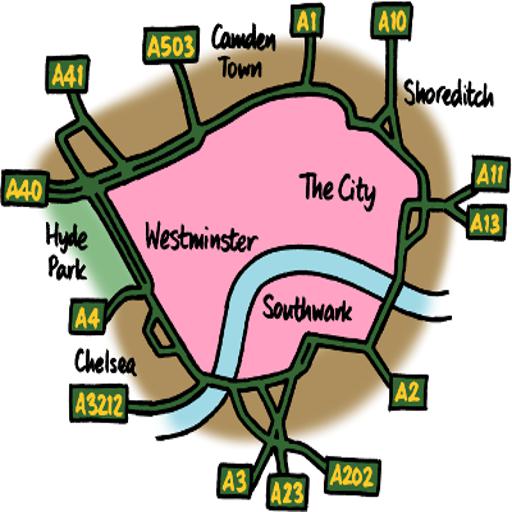 A1
A10
A503
Camden
Town
A41
Shoreditch
A40
The City
A11
A13
Hyde
Park
Westminster
Southwark
A4
Chelsea
A3212
A2
A3
A23
A202